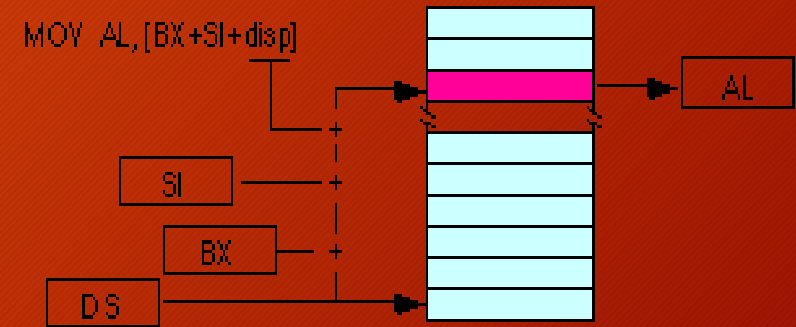 MOV AL,[BX+SI+disp]
AL
+
SI
+
BX
+
DS